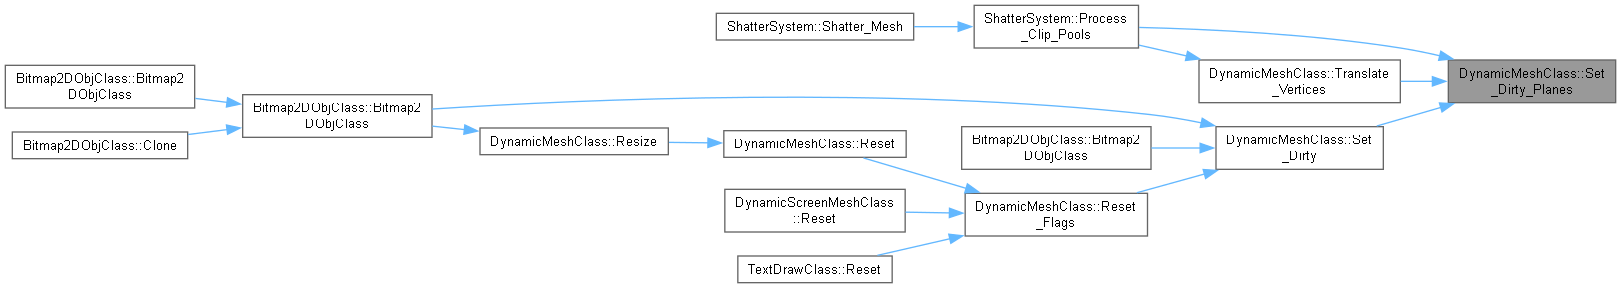 ShatterSystem::Shatter_Mesh
ShatterSystem::Process
_Clip_Pools
DynamicMeshClass::Translate
_Vertices
DynamicMeshClass::Set
_Dirty_Planes
Bitmap2DObjClass::Bitmap2
DObjClass
Bitmap2DObjClass::Bitmap2
DObjClass
Bitmap2DObjClass::Clone
DynamicMeshClass::Resize
DynamicMeshClass::Reset
Bitmap2DObjClass::Bitmap2
DObjClass
DynamicMeshClass::Set
_Dirty
DynamicScreenMeshClass
::Reset
DynamicMeshClass::Reset
_Flags
TextDrawClass::Reset